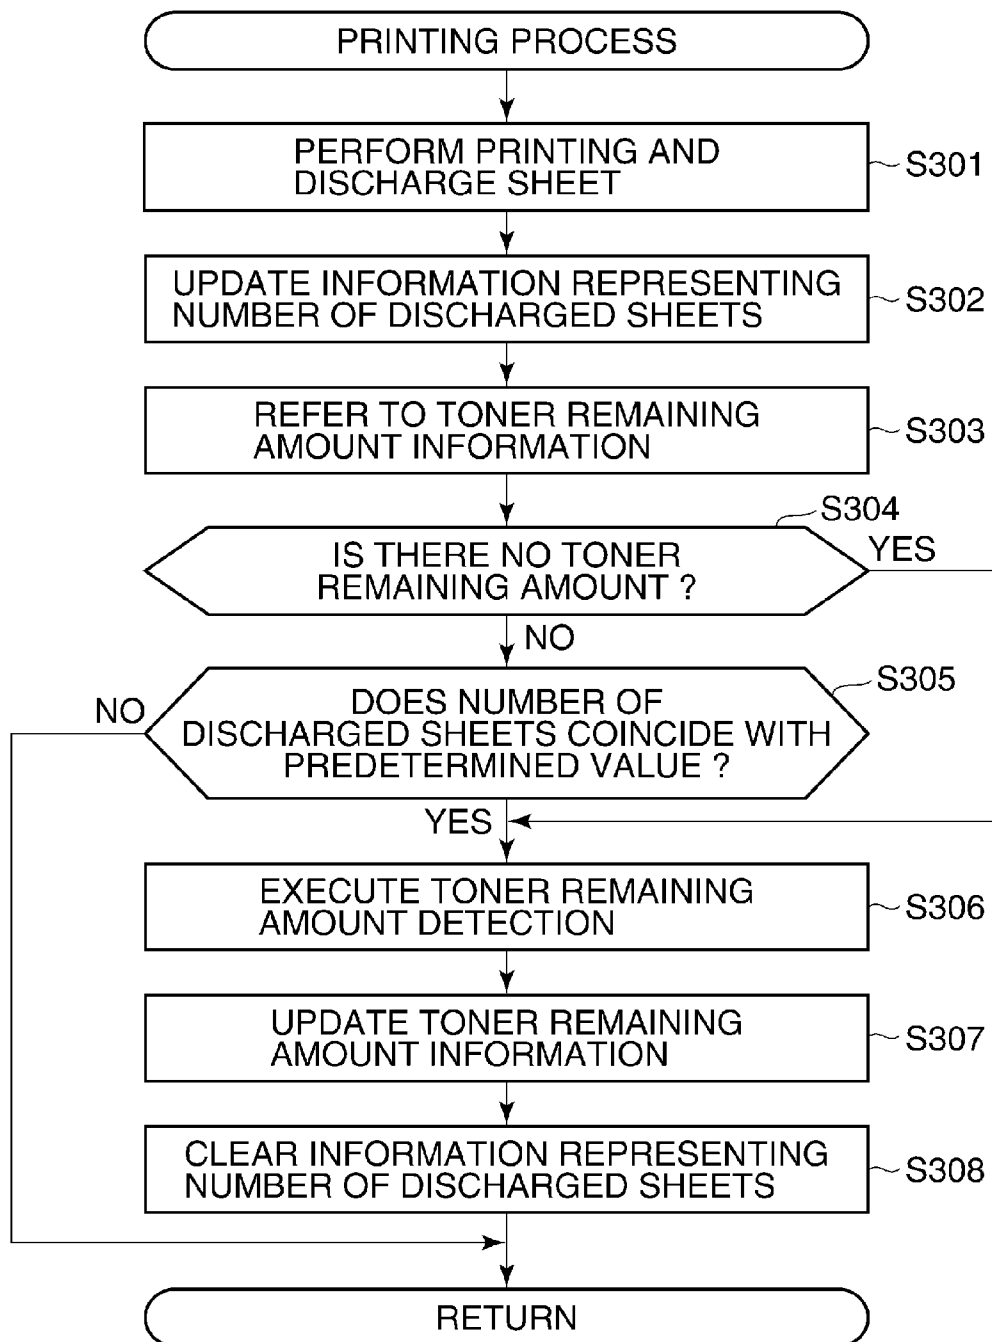 PRINTING PROCESS
PERFORM PRINTING AND
DISCHARGE SHEET
S301
UPDATE INFORMATION REPRESENTING
NUMBER OF DISCHARGED SHEETS
S302
REFER TO TONER REMAINING
AMOUNT INFORMATION
S303
S304
IS THERE NO TONER
REMAINING AMOUNT ?
YES
NO
S305
DOES NUMBER OF
DISCHARGED SHEETS COINCIDE WITH
PREDETERMINED VALUE ?
NO
YES
EXECUTE TONER REMAINING
AMOUNT DETECTION
S306
UPDATE TONER REMAINING
AMOUNT INFORMATION
S307
CLEAR INFORMATION REPRESENTING
NUMBER OF DISCHARGED SHEETS
S308
RETURN